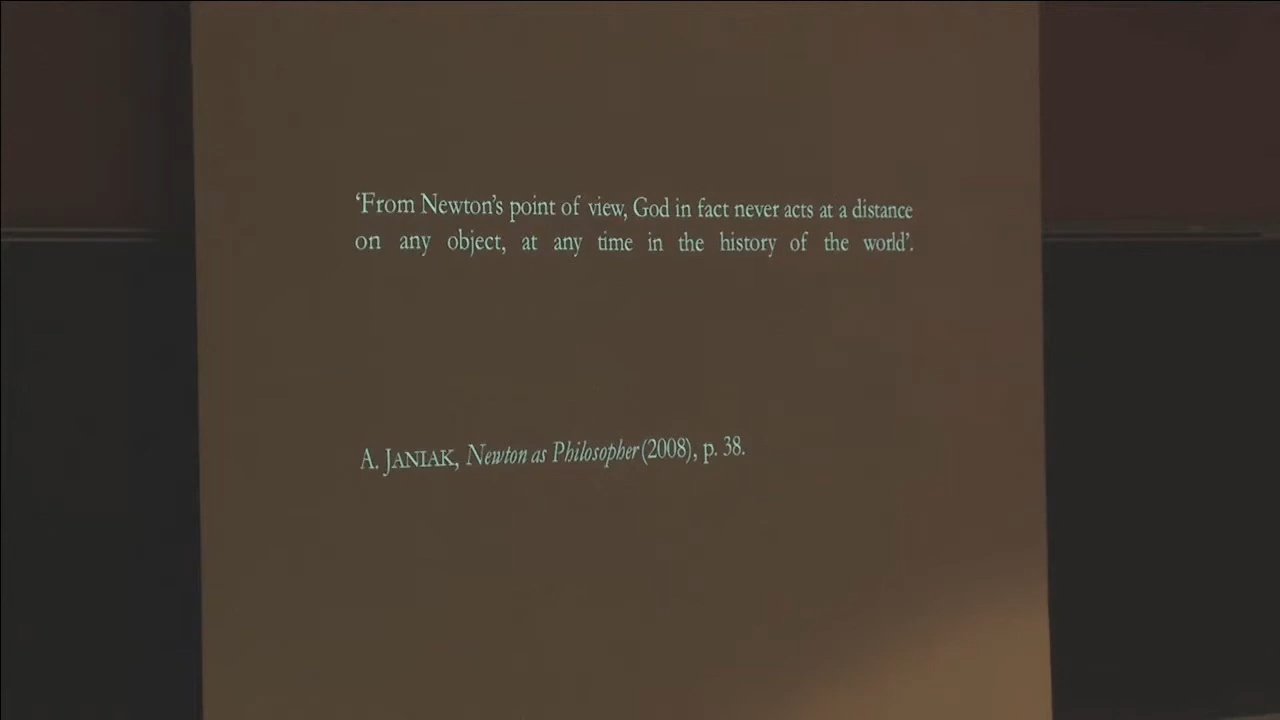 ‘From Newton’s point of view, God in fact never acts at a distance
on any object, at any time in the history of the world’.
A. JANIAK, Newton as Philosopher (2008), p. 38.